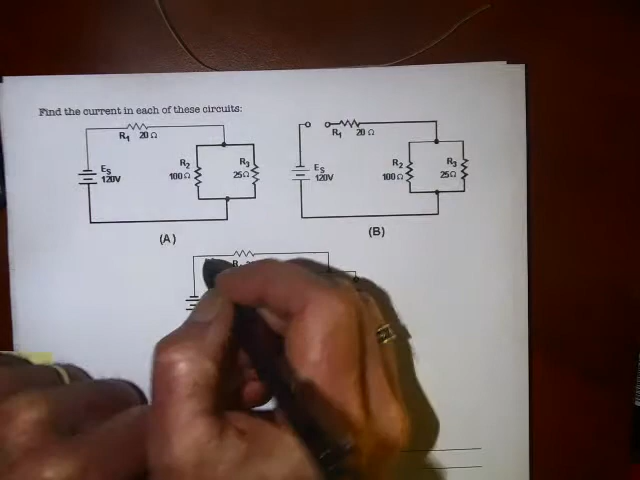 Find the current in each of these circuits:
R1 20 Ω
R1 20 Ω
ES
120V
R2
100 Ω
R3
25Ω
ES
120V
R2
100 Ω
R3
25Ω
(A)
(B)